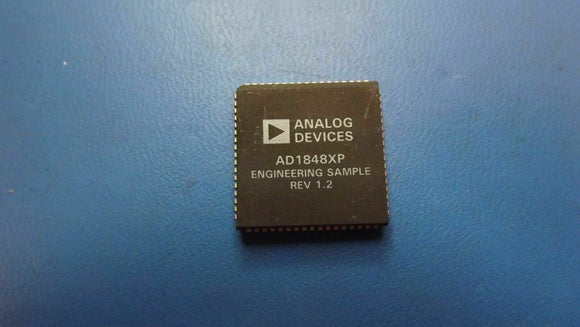 ANALOG
DEVICES
AD1848XP
ENGINEERING SAMPLE
REV 1.2